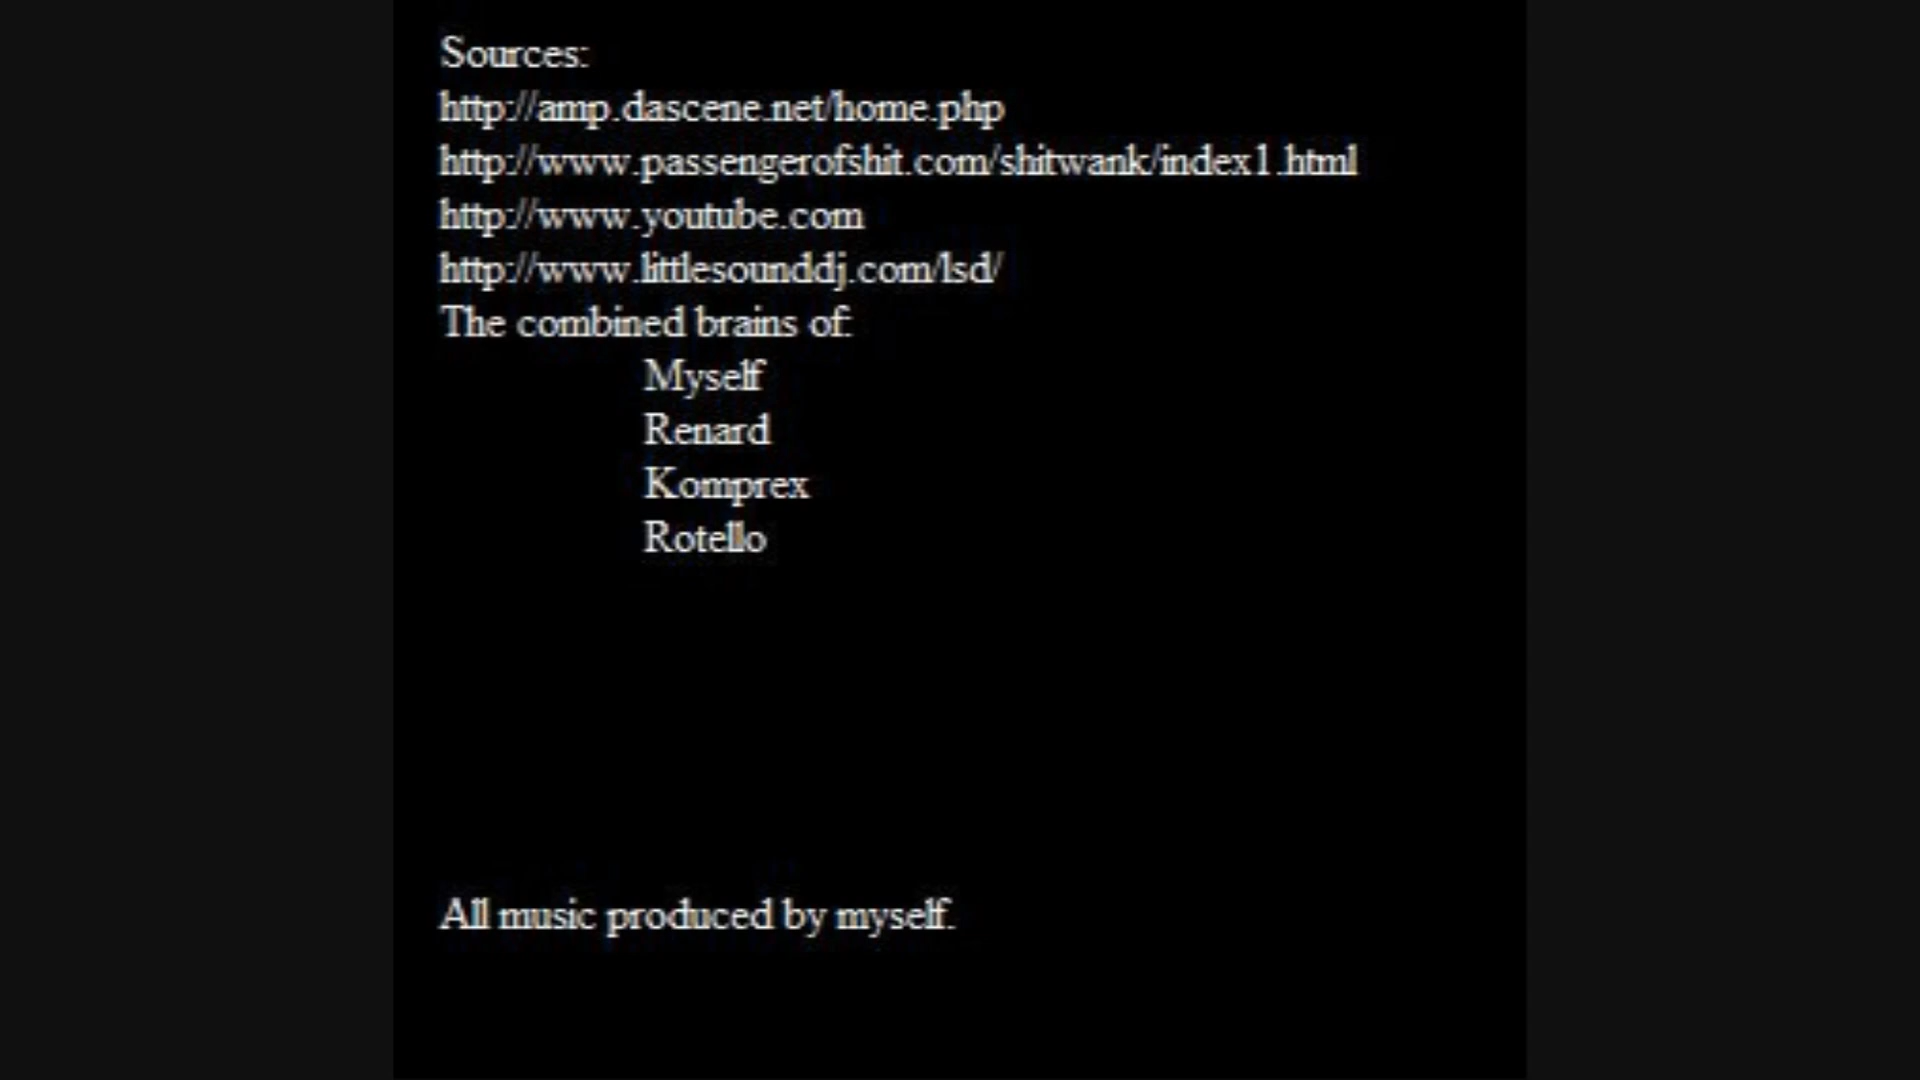 Sources:
http://amp.dascene.net/home.php
http://www.passengerofshit.com/shitwank/index1.html
http://www.youtube.com
http://www.littlesounddj.com/lsd/
The combined brains of:
Myself
Renard
Komprex
Rotello
All music produced by myself.